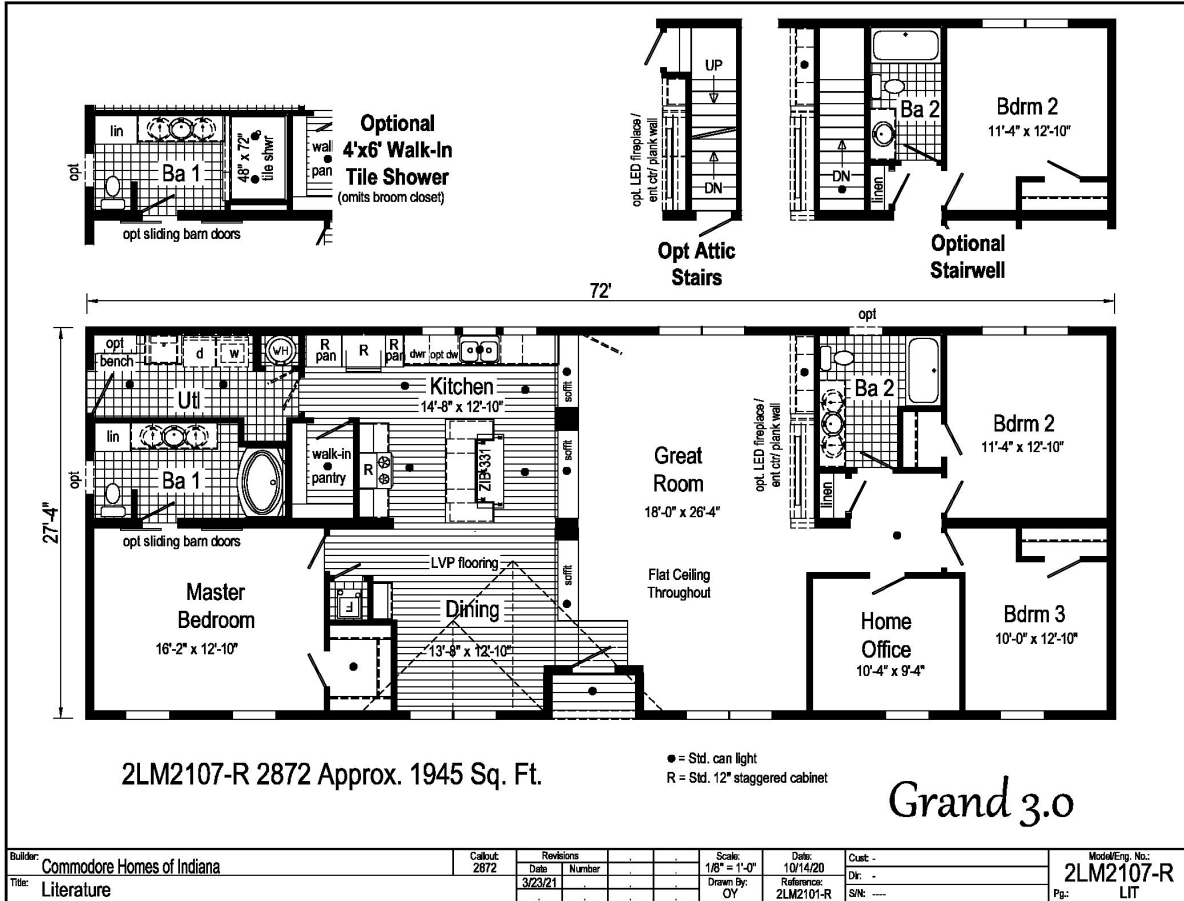 lin
Ba 1
48" x 72"
tile shwr
opt
opt sliding barn doors
Optional
4'x6' Walk-In
Tile Shower
(omits broom closet)
UP
DN
opt. LED fireplace /
ent ctr/ plank wall
Opt Attic
Stairs
DN
Ba 2
linen
Bdrm 2
11'-4" x 12'-10"
Optional
Stairwell
72'
27'-4"
opt
opt
bench
d
w
WH
Utl
R
pan
R
R
pan
dwr
opt dw
Kitchen
14'-8" x 12'-10"
soffit
lin
Ba 1
opt
opt sliding barn doors
walk-in
pantry
R
ZIB-331
soffit
Great
Room
18'-0" x 26'-4"
Flat Ceiling
Throughout
opt. LED fireplace /
ent ctr/ plank wall
Ba 2
linen
Bdrm 2
11'-4" x 12'-10"
Master
Bedroom
16'-2" x 12'-10"
LVP flooring
F
Dining
13'-8" x 12'-10"
soffit
Home
Office
10'-4" x 9'-4"
Bdrm 3
10'-0" x 12'-10"
2LM2107-R 2872 Approx. 1945 Sq. Ft.
= Std. can light
R = Std. 12" staggered cabinet
Grand 3.0
Builder: Commodore Homes of Indiana
Title: Literature
Callout:
2872
Revisions
Date Number
3/23/21
Scale:
1/8" = 1'-0"
Drawn By:
OY
Date:
10/14/20
Reference:
2LM2101-R
Cust: -
Dir: -
S/N: ----
Model/Eng. No.:
2LM2107-R
Pg.: LIT